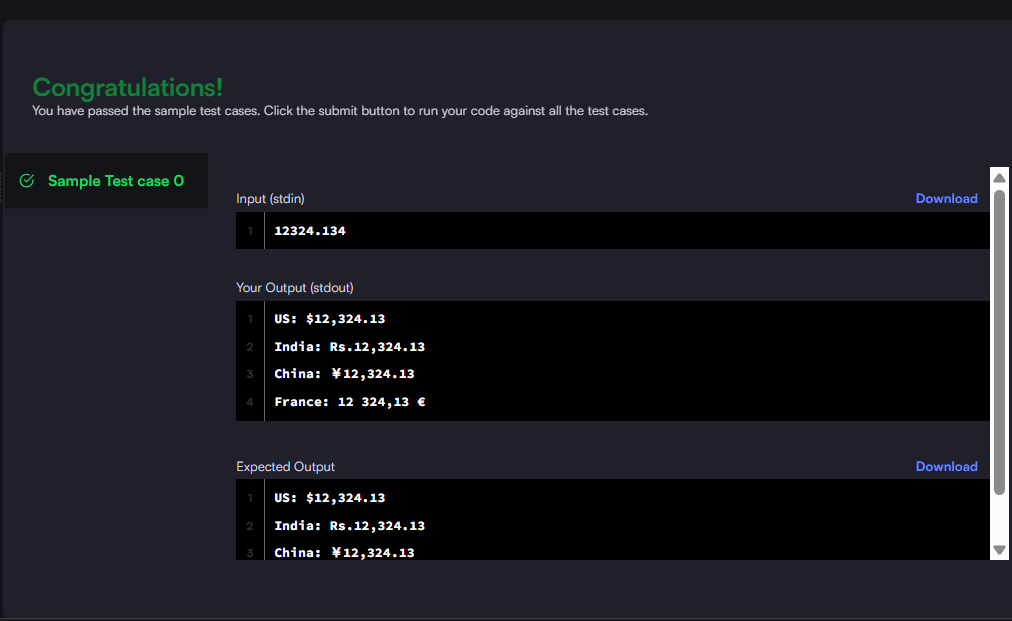 Congratulations!
You have passed the sample test cases. Click the submit button to run your code against all the test cases.
Sample Test case 0
Input (stdin)
Download
1 12324.134
Your Output (stdout)
1 US: $12,324.13
2 India: Rs.12,324.13
3 China: ¥12,324.13
4 France: 12 324,13 €
Expected Output
Download
1 US: $12,324.13
2 India: Rs.12,324.13
3 China: ¥12,324.13